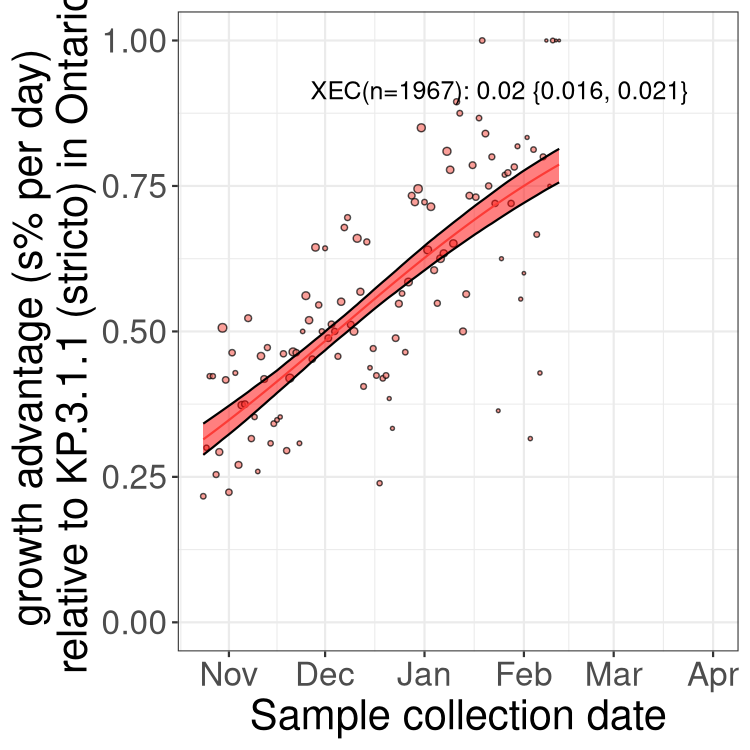 growth advantage (s% per day)
relative to KP.3.1.1 (stricto) in Ontario
1.00
0.75
0.50
0.25
0.00
XEC(n=1967): 0.02 {0.016, 0.021}
Nov Dec Jan Feb Mar Apr
Sample collection date